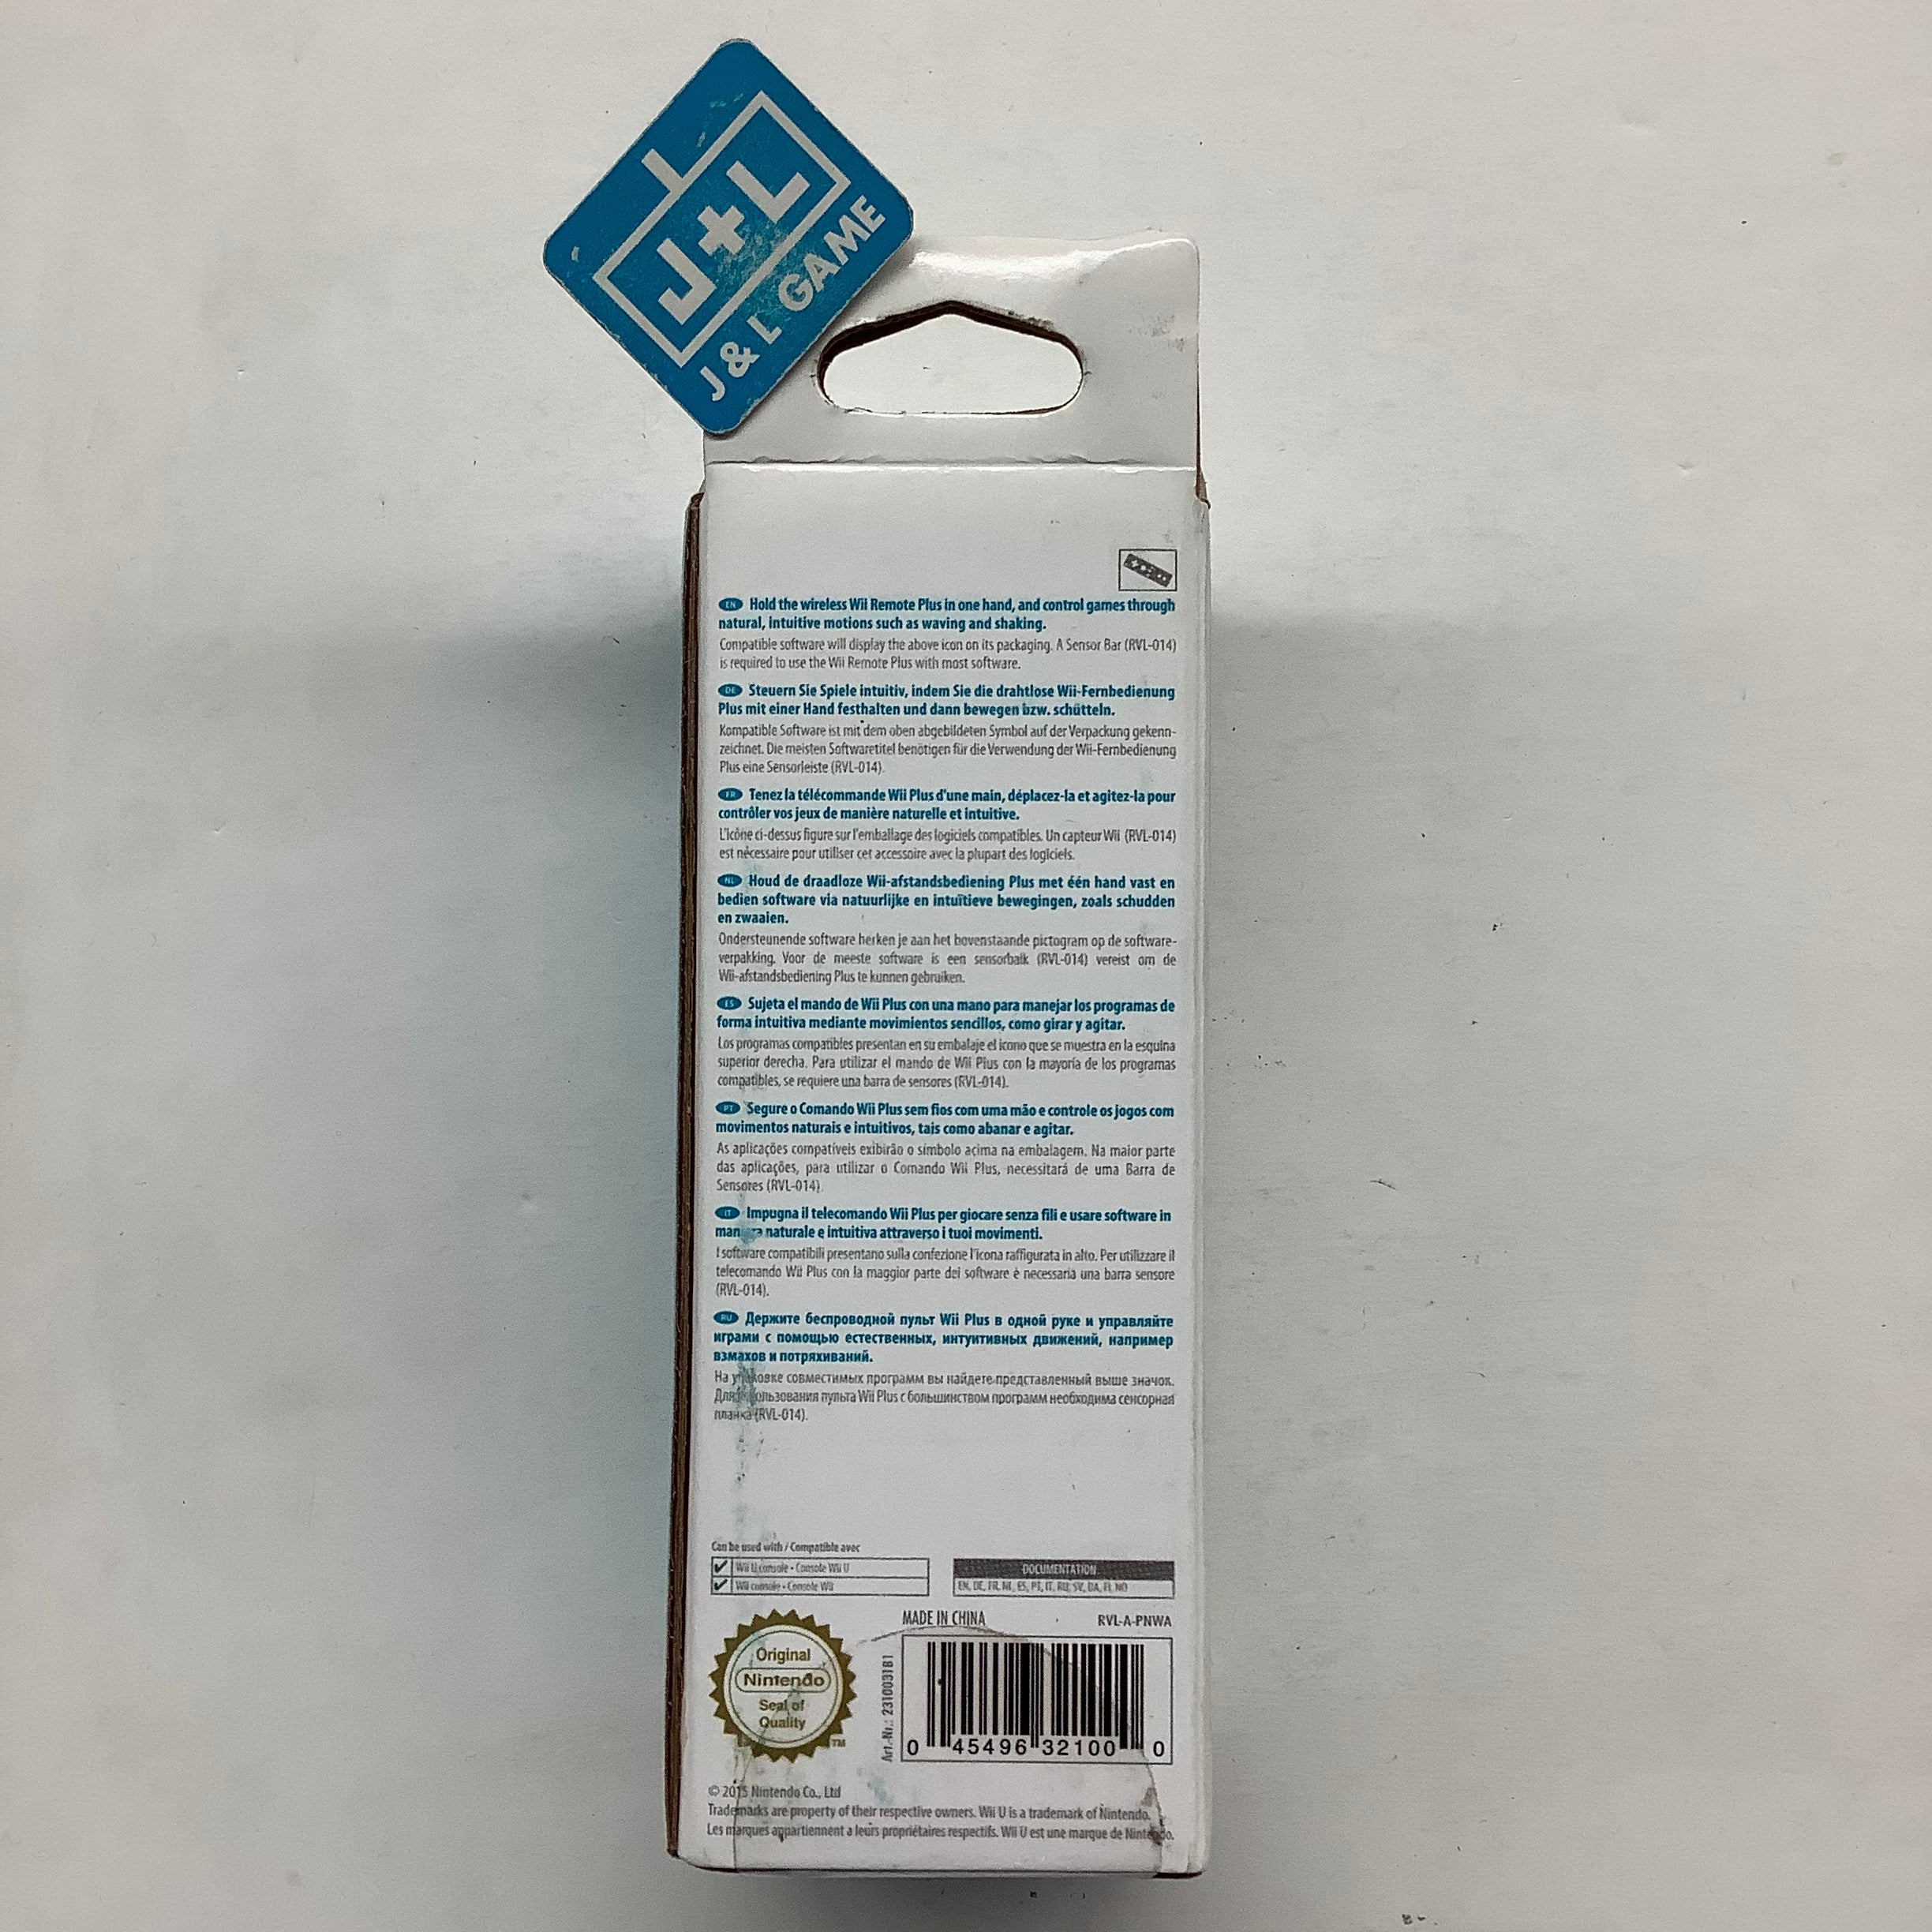 J+L
J & L GAME
EN Hold the wireless Wii Remote Plus in one hand, and control games through
natural, intuitive motions such as waving and shaking.
Compatible software will display the above icon on its packaging. A Sensor Bar (RVL-014)
is required to use the Wii Remote Plus with most software.
DE Steuern Sie Spiele intuitiv, indem Sie die drahtlose Wii-Fernbedienung
Plus mit einer Hand festhalten und dann bewegen bzw. schütteln.
Kompatible Software ist mit dem oben abgebildeten Symbol auf der Verpackung gekenn-
zeichnet. Die meisten Softwaretitel benötigen für die Verwendung der Wii-Fernbedienung
Plus eine Sensorleiste (RVL-014).
FR Tenez la télécommande Wii Plus d'une main, déplacez-la et agitez-la pour
contrôler vos jeux de manière naturelle et intuitive.
L'icône ci-dessus figure sur l'emballage des logiciels compatibles. Un capteur Wii (RVL-014)
est nécessaire pour utiliser cet accessoire avec la plupart des logiciels.
NL Houd de draadloze Wii-afstandsbediening Plus met één hand vast en
bedien software via natuurlijke en intuïtieve bewegingen, zoals schudden
en zwaaien.
Ondersteunende software herken je aan het bovenstaande pictogram op de software-
verpakking. Voor de meeste software is een sensorbalk (RVL-014) vereist om de
Wii-afstandsbediening Plus te kunnen gebruiken.
ES Sujeta el mando de Wii Plus con una mano para manejar los programas de
forma intuitiva mediante movimientos sencillos, como girar y agitar.
Los programas compatibles presentan en su embalaje el icono que se muestra en la esquina
superior derecha. Para utilizar el mando de Wii Plus con la mayoría de los programas
compatibles, se requiere una barra de sensores (RVL-014).
PT Segure o Comando Wii Plus sem fios com uma mão e controle os jogos com
movimentos naturais e intuitivos, tais como abanar e agitar.
As aplicações compatíveis exibirão o símbolo acima na embalagem. Na maior parte
das aplicações, para utilizar o Comando Wii Plus, necessitará de uma Barra de
Sensores (RVL-014).
IT Impugna il telecomando Wii Plus per giocare senza fili e usare software in
naturale e intuitiva attraverso i tuoi movimenti.
I software compatibili presentano sulla confezione l'icona raffigurata in alto. Per utilizzare il
telecomando Wii Plus con la maggior parte dei software è necessaria una barra sensore
(RVL-014).
RU Держите беспроводной пульт Wii Plus в одной руке и управляйте
играми с помощью естественных, интуитивных движений, например
взмахов и потряхиваний.
На совместимых программ вы найдете представленный выше значок.
пульта Wii Plus с большинством программ необходима сенсорная
планка (RVL-014).
Can be used with / Compatible avec
✔ Wii U console • Console Wii U
✔ Wii console • Console Wii
DOCUMENTATION
EN, DE, FR, NL, ES, PT, IT, RU, SV, DA, FI, NO
MADE IN CHINA RVL-A-PNWA
Original
Nintendo
Seal of
Quality
TM
Art.-Nr.: 23100318
0 45496 32100 0
© 2015 Nintendo Co., Ltd
Trademarks are property of their respective owners. Wii U is a trademark of Nintendo.
Les marques appartiennent à leurs propriétaires respectifs. Wii U est une marque de Nintendo.